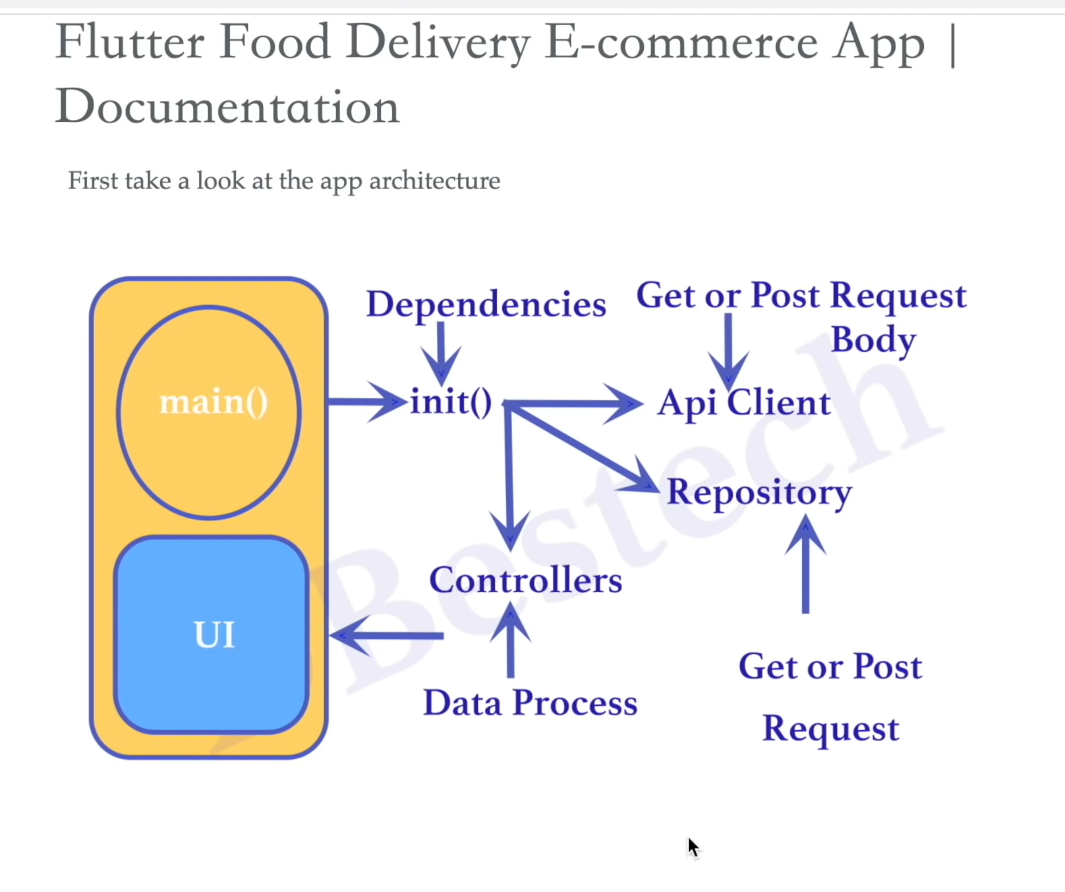 Flutter Food Delivery E-commerce App |
Documentation
First take a look at the app architecture
Dependencies
Get or Post Request
Body
main()
init()
Api Client
Repository
Controllers
UI
Get or Post
Data Process
Request
Bestech